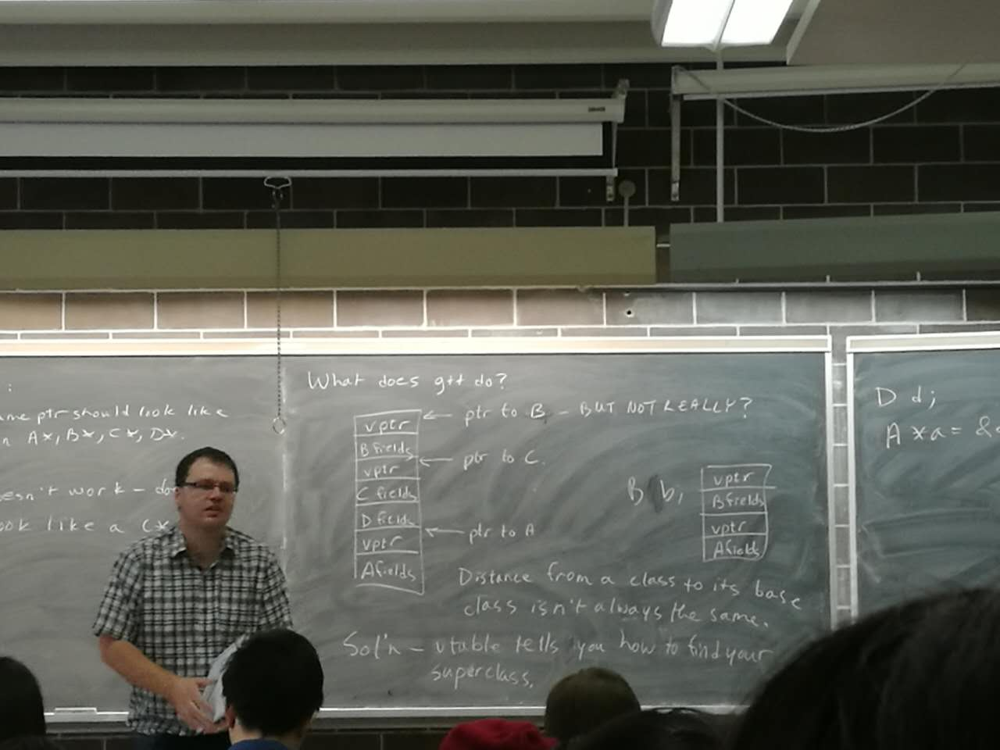 :
ame ptr should look like
n A*, B*, C*, D*.
esn't work – do
ook like a C*
What does g++ do?
vptr
B fields
vptr
C fields
D fields
vptr
A fields
ptr to B – BUT NOT REALLY?
ptr to C.
ptr to A
B b;
vptr
B fields
vptr
A fields
Distance from a class to its base
class isn't always the same.
Sol'n – vtable tells you how to find your
superclass.
D d;
A *a = &